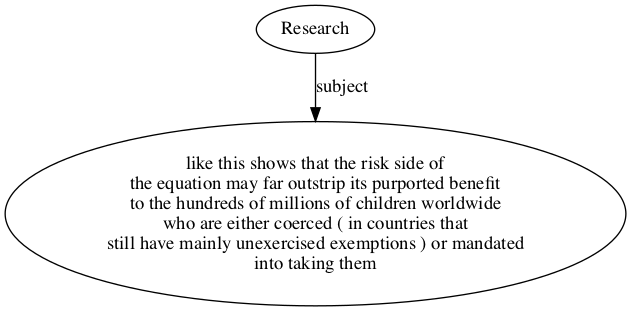 Research
subject
like this shows that the risk side of
the equation may far outstrip its purported benefit
to the hundreds of millions of children worldwide
who are either coerced ( in countries that
still have mainly unexercised exemptions ) or mandated
into taking them